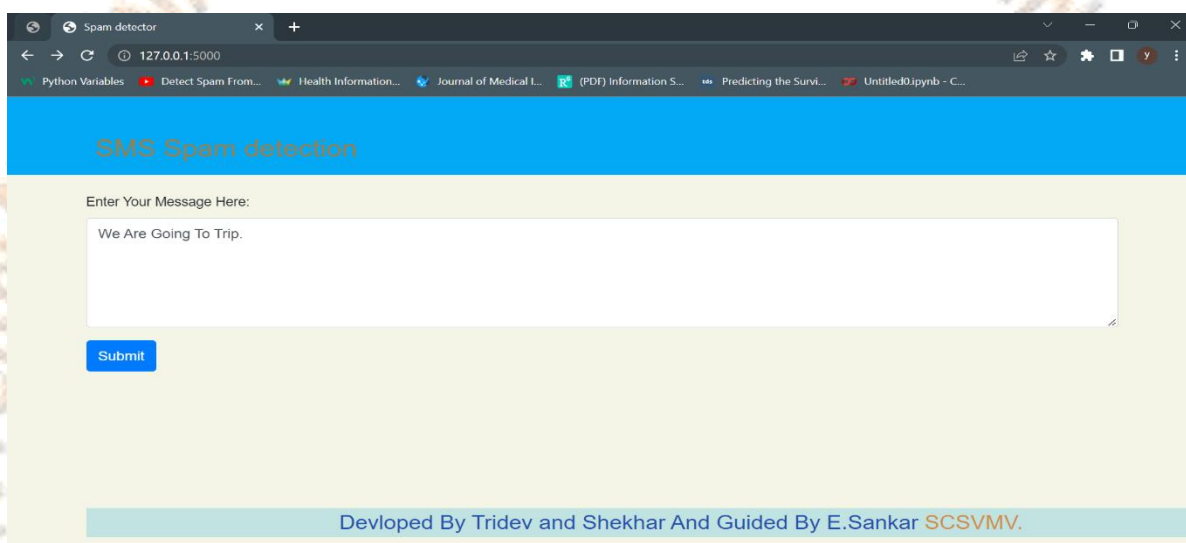 Spam detector
127.0.0.1:5000
Python Variables Detect Spam From... Health Information... Journal of Medical I... (PDF) Information S... Predicting the Survi... Untitled0.ipynb - C...
SMS Spam detection
Enter Your Message Here:
We Are Going To Trip.
Submit
Devloped By Tridev and Shekhar And Guided By E.Sankar SCSVMV.